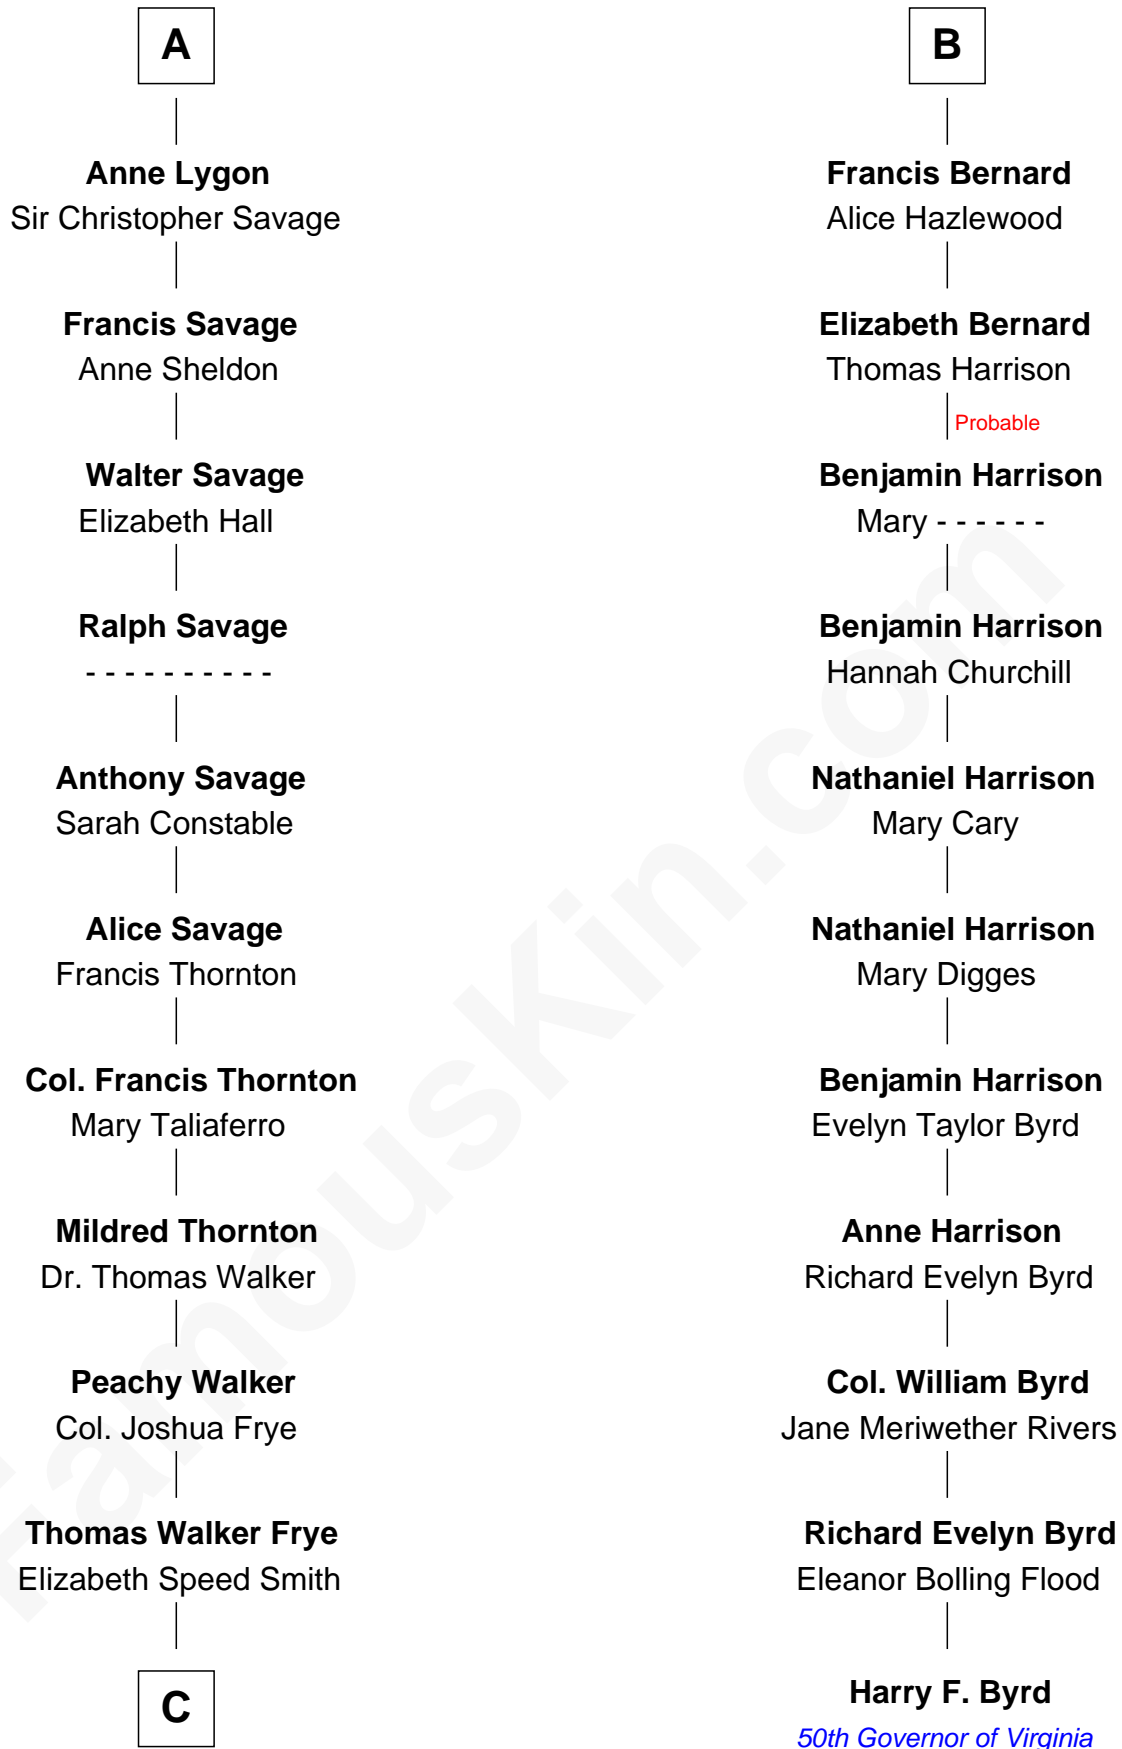 A
Anne Lygon
Sir Christopher Savage
Francis Savage
Anne Sheldon
Walter Savage
Elizabeth Hall
Ralph Savage
- - - - - - - - - -
Anthony Savage
Sarah Constable
Alice Savage
Francis Thornton
Col. Francis Thornton
Mary Taliaferro
Mildred Thornton
Dr. Thomas Walker
Peachy Walker
Col. Joshua Frye
Thomas Walker Frye
Elizabeth Speed Smith
C
B
Francis Bernard
Alice Hazlewood
Elizabeth Bernard
Thomas Harrison
Probable
Benjamin Harrison
Mary - - - - - -
Benjamin Harrison
Hannah Churchill
Nathaniel Harrison
Mary Cary
Nathaniel Harrison
Mary Digges
Benjamin Harrison
Evelyn Taylor Byrd
Anne Harrison
Richard Evelyn Byrd
Col. William Byrd
Jane Meriwether Rivers
Richard Evelyn Byrd
Eleanor Bolling Flood
Harry F. Byrd
50th Governor of Virginia
FamousKin.com